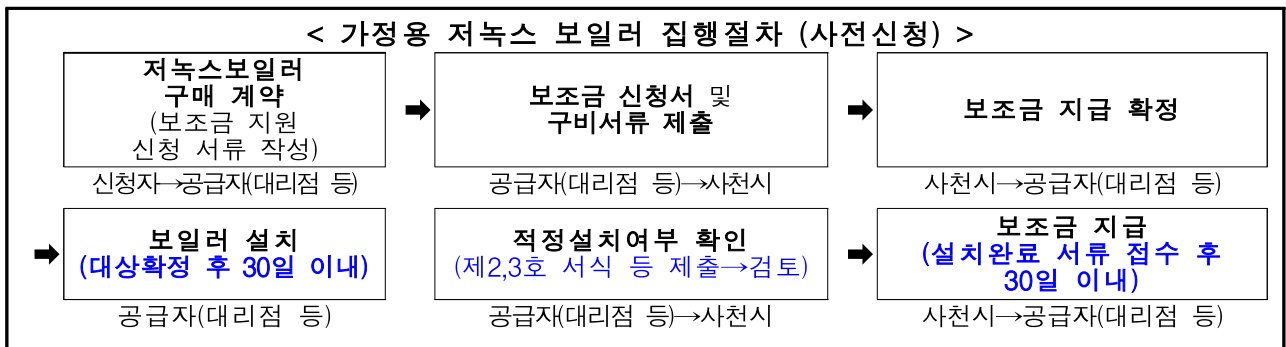 < 가정용 저녹스 보일러 집행절차 (사전신청) >
저녹스보일러
구매 계약
(보조금 지원
신청 서류 작성)
신청자→공급자(대리점 등)
➡
보조금 신청서 및
구비서류 제출
공급자(대리점 등)→사천시
➡
보조금 지급 확정
사천시→공급자(대리점 등)
➡
보일러 설치
(대상확정 후 30일 이내)
공급자(대리점 등)
적정설치여부 확인
(제2,3호 서식 등 제출→검토)
공급자(대리점 등)→사천시
➡
보조금 지급
(설치완료 서류 접수 후
30일 이내)
사천시→공급자(대리점 등)